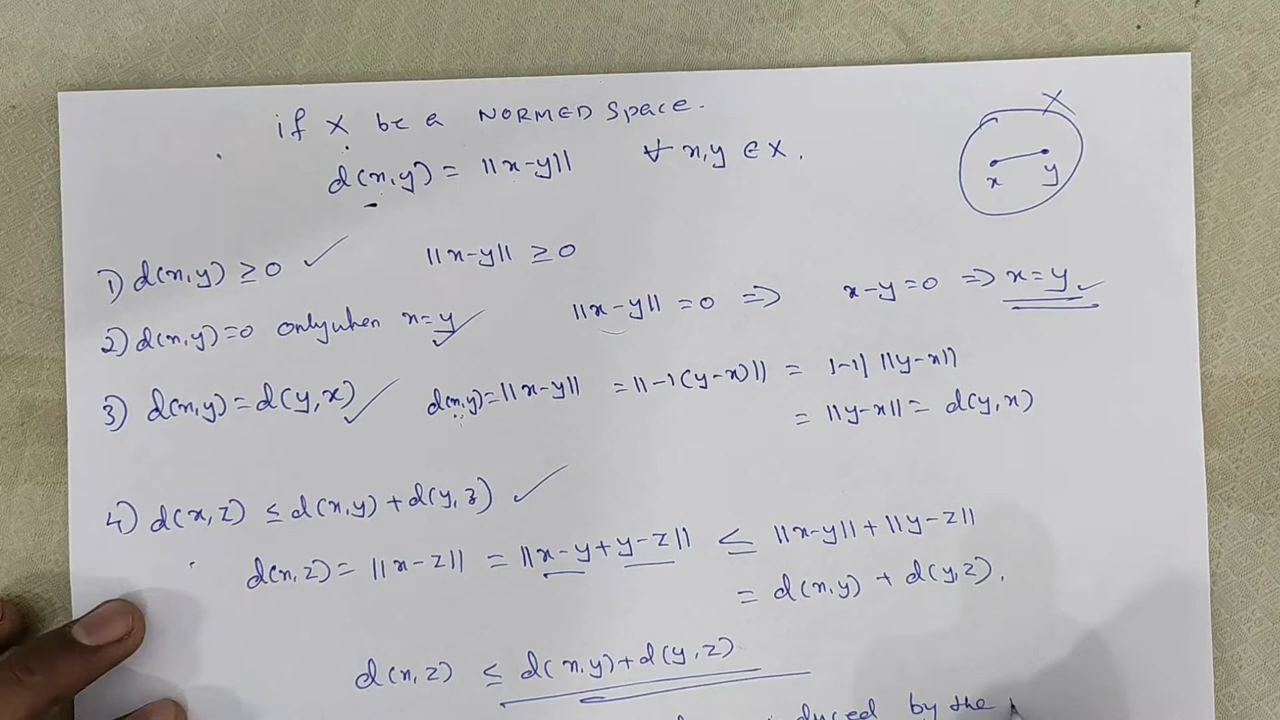 if X be a NORMED Space.
d(x,y) = ||x-y|| ∀ x,y ∈ X.
X
x y
1) d(x,y) ≥ 0 ✓ ||x-y|| ≥ 0
2) d(x,y)=0 only when x=y ✓ ||x-y|| = 0 => x-y=0 => x=y ✓
3) d(x,y) = d(y,x) ✓ d(x,y)=||x-y|| = ||-1(y-x)|| = |-1| ||y-x||
= ||y-x|| = d(y,x)
4) d(x,z) ≤ d(x,y)+d(y,z) ✓
d(x,z) = ||x-z|| = ||x-y+y-z|| ≤ ||x-y||+||y-z||
= d(x,y) + d(y,z).
d(x,z) ≤ d(x,y)+d(y,z)
by the